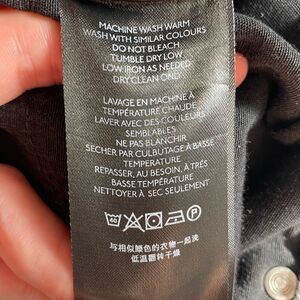 MACHINE WASH WARM
WASH WITH SIMILAR COLOURS
DO NOT BLEACH
TUMBLE DRY LOW
LOW IRON AS NEEDED
DRY CLEAN ONLY
LAVAGE EN MACHINE À
TEMPÉRATURE CHAUDE
LAVER AVEC DES COULEURS
SEMBLABLES
NE PAS BLANCHIR
SÉCHER PAR CULBUTAGE À BASSE
TEMPERATURE
REPASSER, AU BESOIN, À TRÈS
BASSE TEMPÉRATURE
NETTOYER À SEC SEULEMENT
40 P
与相似颜色的衣物一起洗
低温翻转干燥